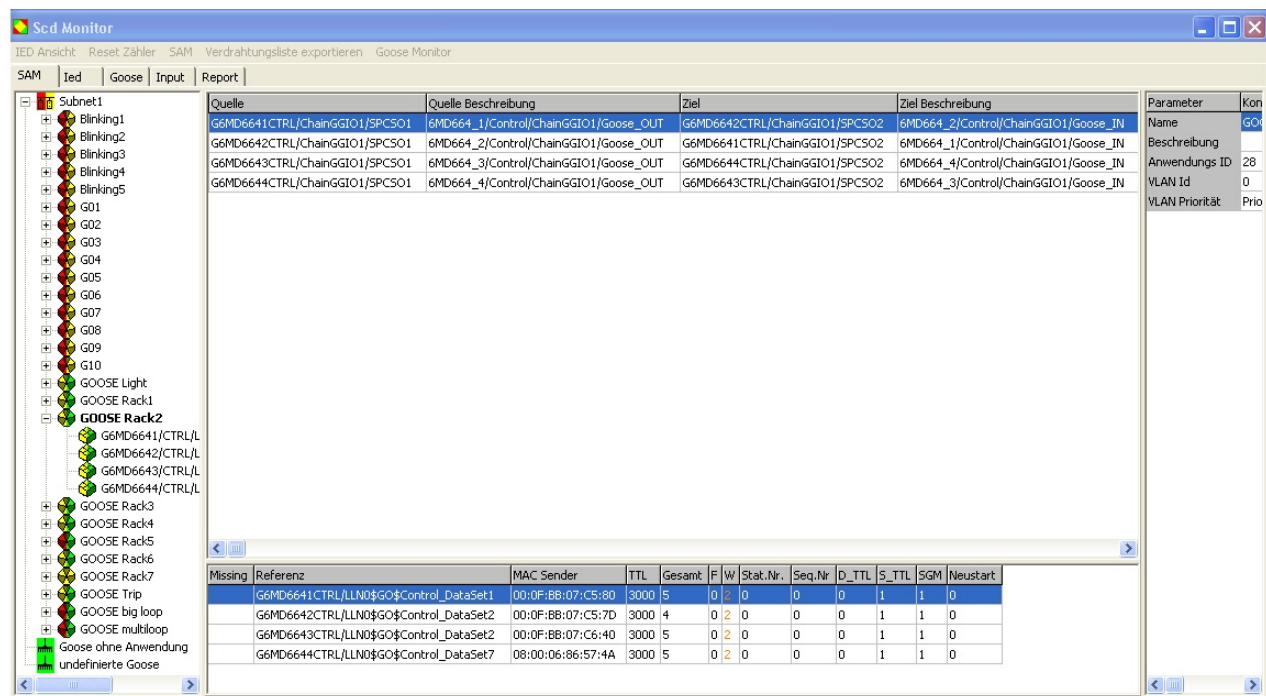 Scd Monitor
IED Ansicht Reset Zähler SAM Verdrahtungsliste exportieren Goose Monitor
SAM Ied Goose Input Report
Subnet1
Blinking1
Blinking2
Blinking3
Blinking4
Blinking5
G01
G02
G03
G04
G05
G06
G07
G08
G09
G10
GOOSE Light
GOOSE Rack1
GOOSE Rack2
G6MD6641/CTRL/L
G6MD6642/CTRL/L
G6MD6643/CTRL/L
G6MD6644/CTRL/L
GOOSE Rack3
GOOSE Rack4
GOOSE Rack5
GOOSE Rack6
GOOSE Rack7
GOOSE Trip
GOOSE big loop
GOOSE multiloop
Goose ohne Anwendung
undefinierte Goose
Quelle Quelle Beschreibung Ziel Ziel Beschreibung
G6MD6641CTRL/ChainGGIO1/SPCSO1 6MD664_1/Control/ChainGGIO1/Goose_OUT G6MD6642CTRL/ChainGGIO1/SPCSO2 6MD664_2/Control/ChainGGIO1/Goose_IN
G6MD6642CTRL/ChainGGIO1/SPCSO1 6MD664_2/Control/ChainGGIO1/Goose_OUT G6MD6641CTRL/ChainGGIO1/SPCSO2 6MD664_1/Control/ChainGGIO1/Goose_IN
G6MD6643CTRL/ChainGGIO1/SPCSO1 6MD664_3/Control/ChainGGIO1/Goose_OUT G6MD6644CTRL/ChainGGIO1/SPCSO2 6MD664_4/Control/ChainGGIO1/Goose_IN
G6MD6644CTRL/ChainGGIO1/SPCSO1 6MD664_4/Control/ChainGGIO1/Goose_OUT G6MD6643CTRL/ChainGGIO1/SPCSO2 6MD664_3/Control/ChainGGIO1/Goose_IN
Missing Referenz MAC Sender TTL Gesamt F W Stat.Nr. Seq.Nr D_TTL S_TTL SGM Neustart
G6MD6641CTRL/LLN0$GO$Control_DataSet1 00:0F:BB:07:C5:80 3000 5 0 2 0 0 0 1 1 0
G6MD6642CTRL/LLN0$GO$Control_DataSet2 00:0F:BB:07:C5:7D 3000 4 0 2 0 0 0 1 1 0
G6MD6643CTRL/LLN0$GO$Control_DataSet2 00:0F:BB:07:C6:40 3000 5 0 2 0 0 0 1 1 0
G6MD6644CTRL/LLN0$GO$Control_DataSet7 08:00:06:86:57:4A 3000 5 0 2 0 0 0 1 1 0
Parameter Kon
Name GOO
Beschreibung
Anwendungs ID 28
VLAN Id 0
VLAN Priorität Prio